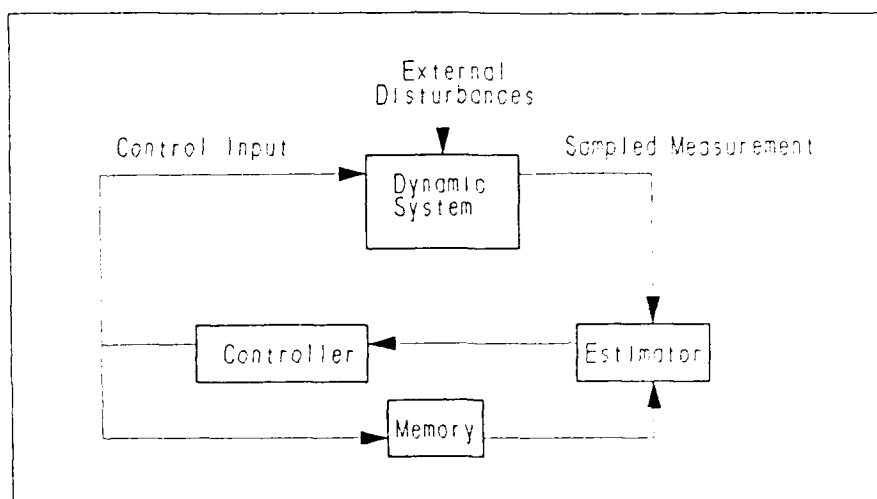 External
Disturbances
Control Input
Sampled Measurement
Dynamic
System
Controller
Estimator
Memory